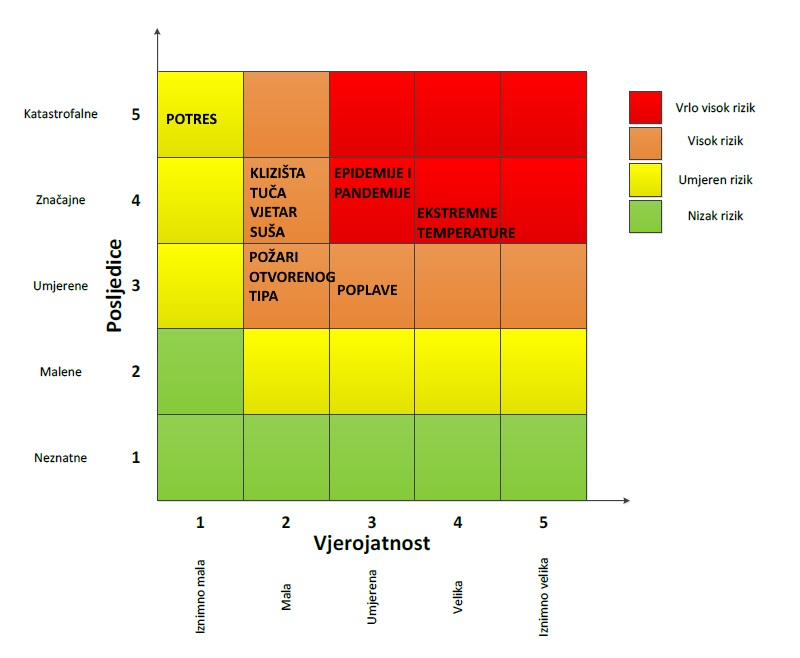 Katastrofalne 5
POTRES
Vrlo visok rizik
Visok rizik
Umjeren rizik
Nizak rizik
Značajne 4
KLIZIŠTA
TUČA
VJETAR
SUŠA
EPIDEMIJE I
PANDEMIJE
EKSTREMNE
TEMPERATURE
Posljedice
Umjerene 3
POŽARI
OTVORENOG
TIPA
POPLAVE
Malene 2
Neznatne 1
1 2 3 4 5
Vjerojatnost
Iznimno mala
Mala
Umjerena
Velika
Iznimno velika